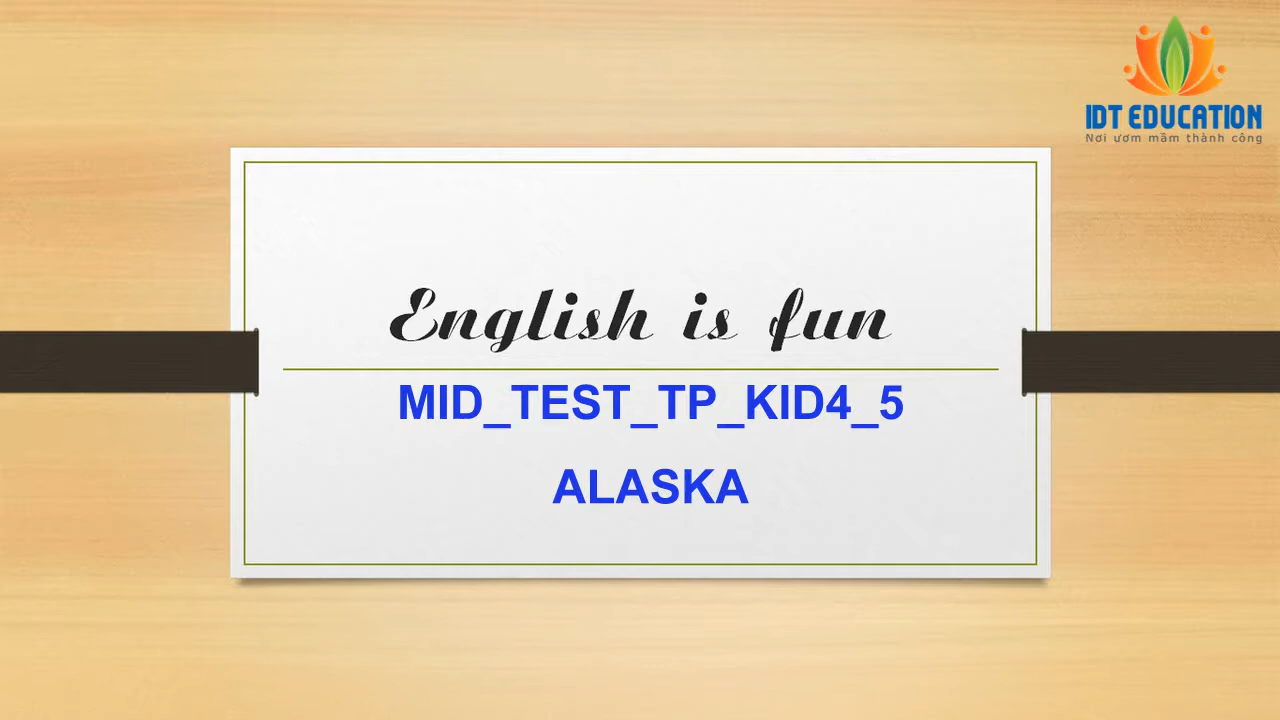 IDT EDUCATION
Nơi ươm mầm thành công
English is fun
MID_TEST_TP_KID4_5
ALASKA